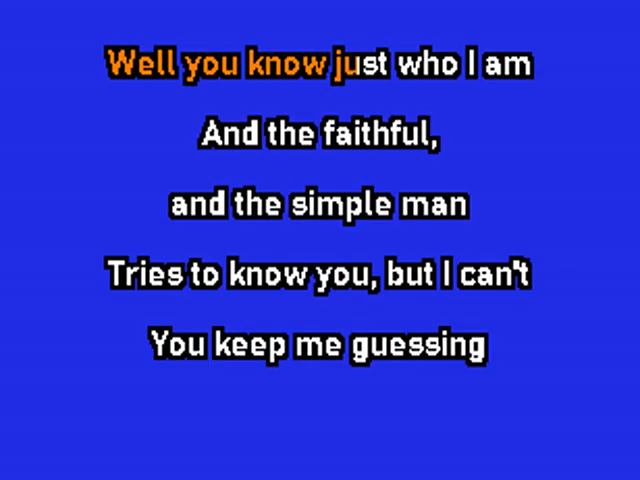 Well you know just who I am
And the faithful,
and the simple man
Tries to know you, but I can't
You keep me guessing